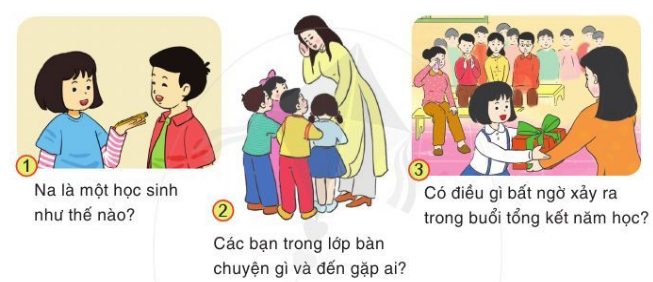 1
Na là một học sinh
như thế nào?
2
Các bạn trong lớp bàn
chuyện gì và đến gặp ai?
3
Có điều gì bất ngờ xảy ra
trong buổi tổng kết năm học?